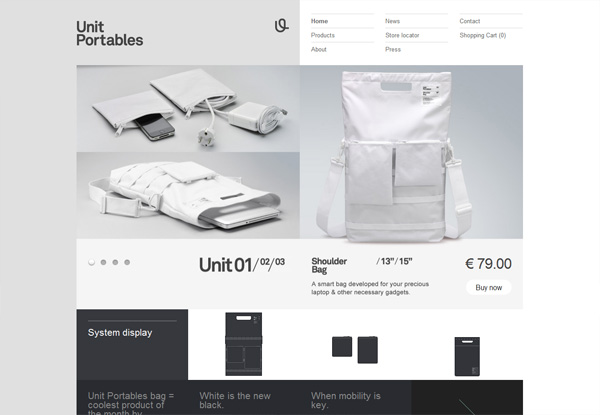 Unit
Portables
Home
News
Contact
Products
Store locator
Shopping Cart (0)
About
Press
Unit 01/02/03
Shoulder
Bag
/13"/15"
€ 79.00
A smart bag developed for your precious
laptop & other necessary gadgets.
Buy now
System display
Unit Portables bag =
coolest product of
the month by
White is the new
black.
When mobility is
key.